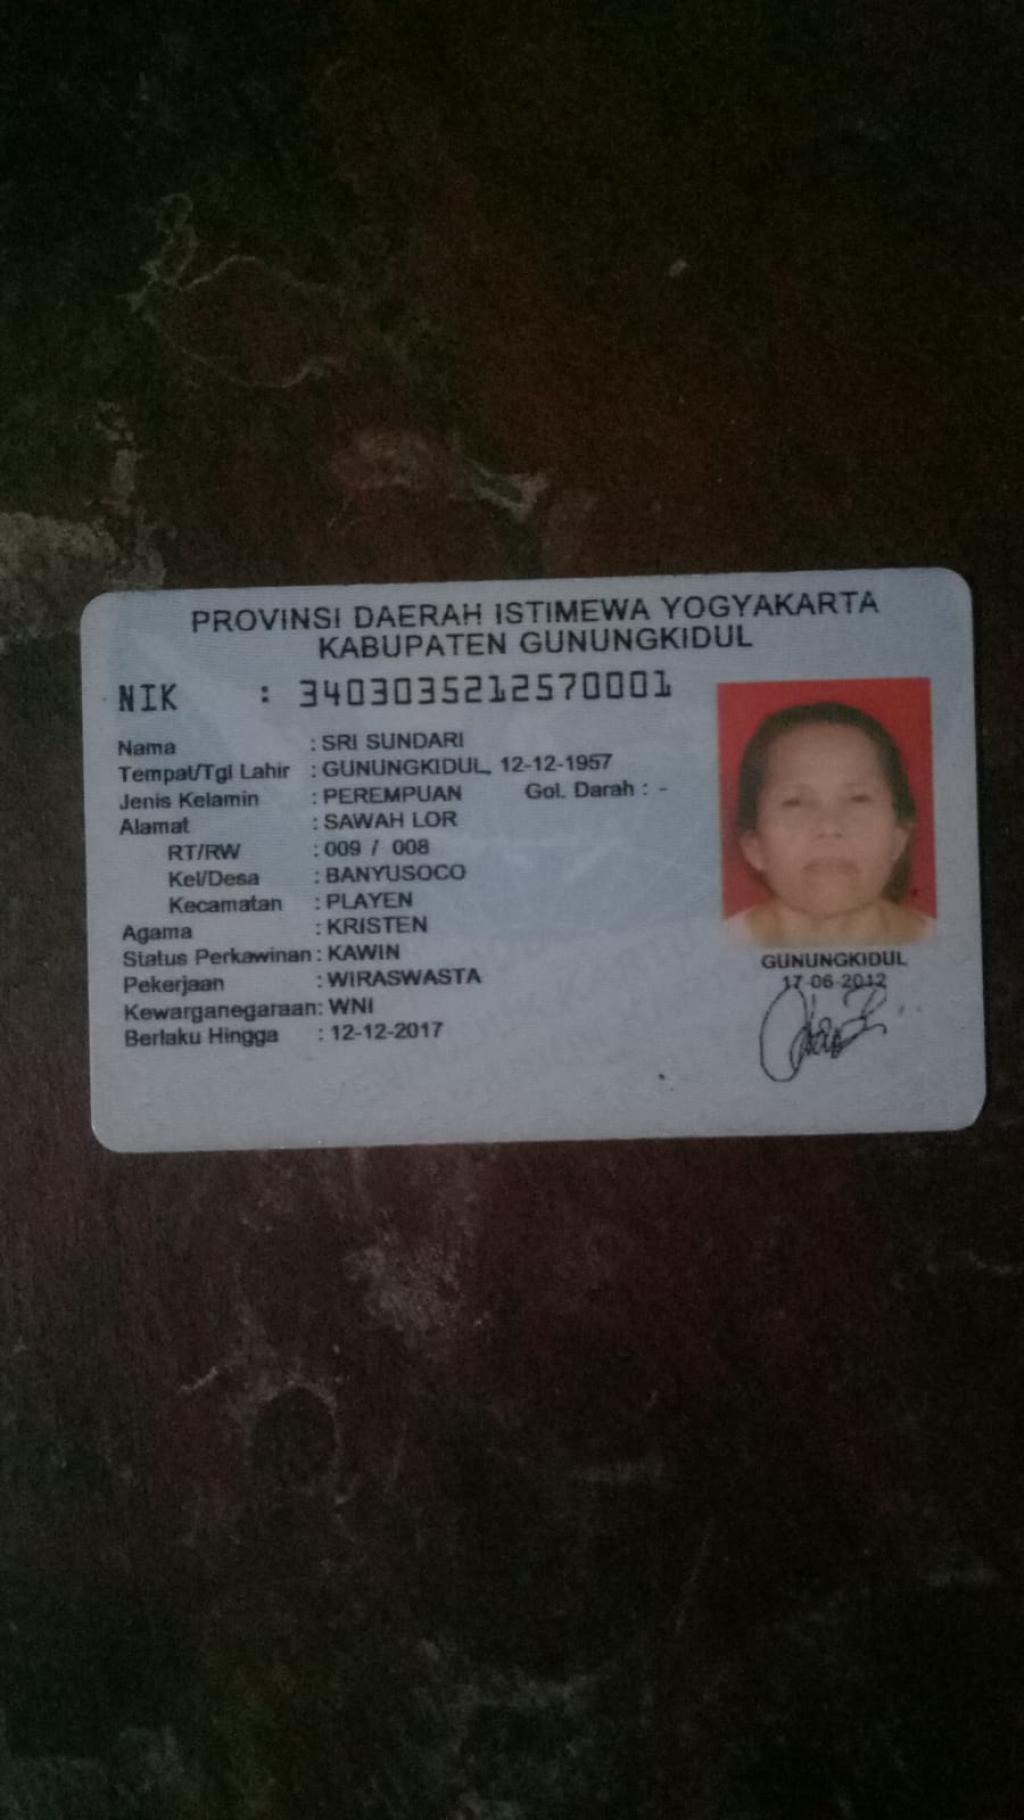 PROVINSI DAERAH ISTIMEWA YOGYAKARTA
KABUPATEN GUNUNGKIDUL
NIK : 3403035212570001
Nama : SRI SUNDARI
Tempat/Tgl Lahir : GUNUNGKIDUL, 12-12-1957
Jenis Kelamin : PEREMPUAN Gol. Darah : -
Alamat : SAWAH LOR
RT/RW : 009 / 008
Kel/Desa : BANYUSOCO
Kecamatan : PLAYEN
Agama : KRISTEN
Status Perkawinan : KAWIN
Pekerjaan : WIRASWASTA
Kewarganegaraan : WNI
Berlaku Hingga : 12-12-2017
GUNUNGKIDUL
17-06-2012